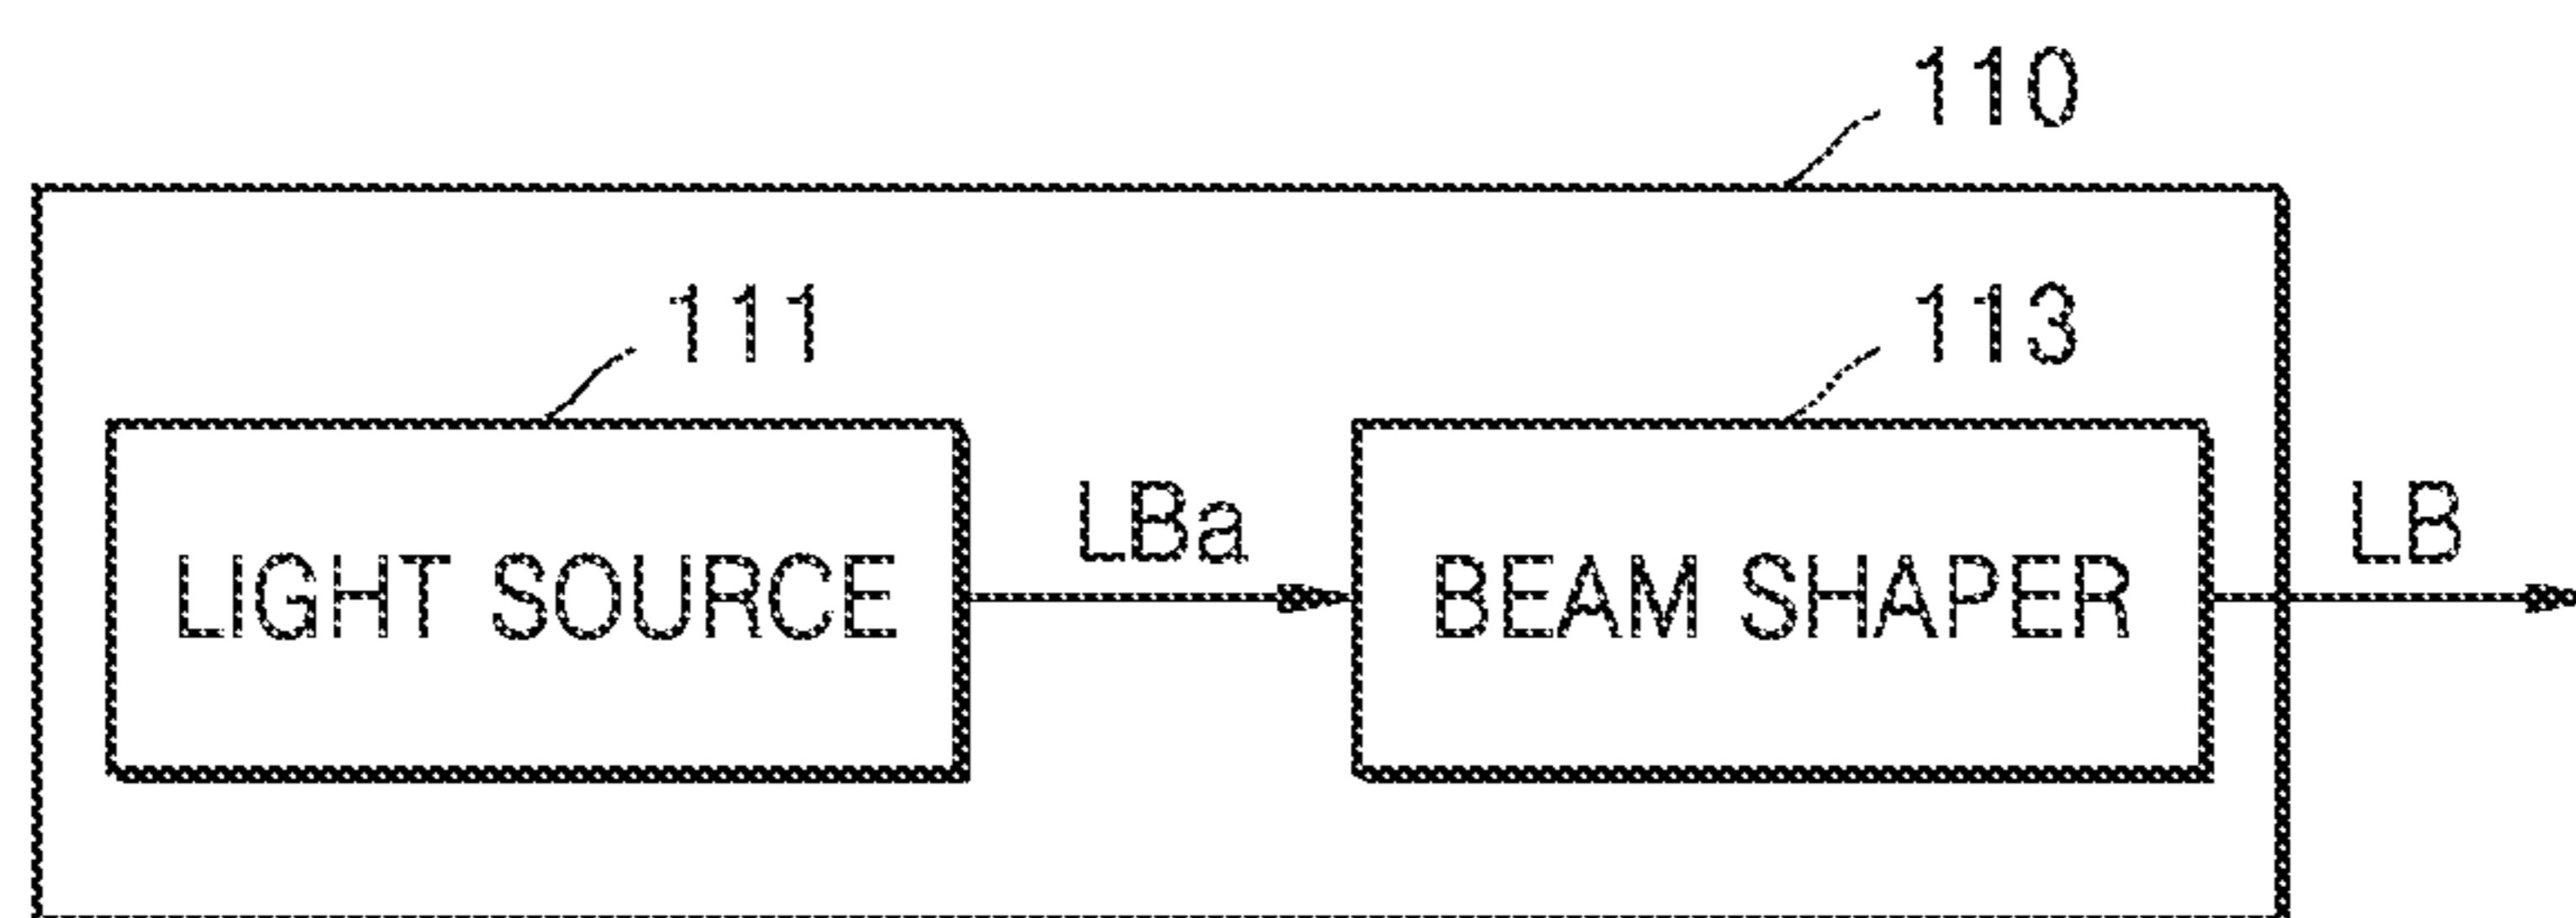 110
111
113
LBa
LB
LIGHT SOURCE
BEAM SHAPER